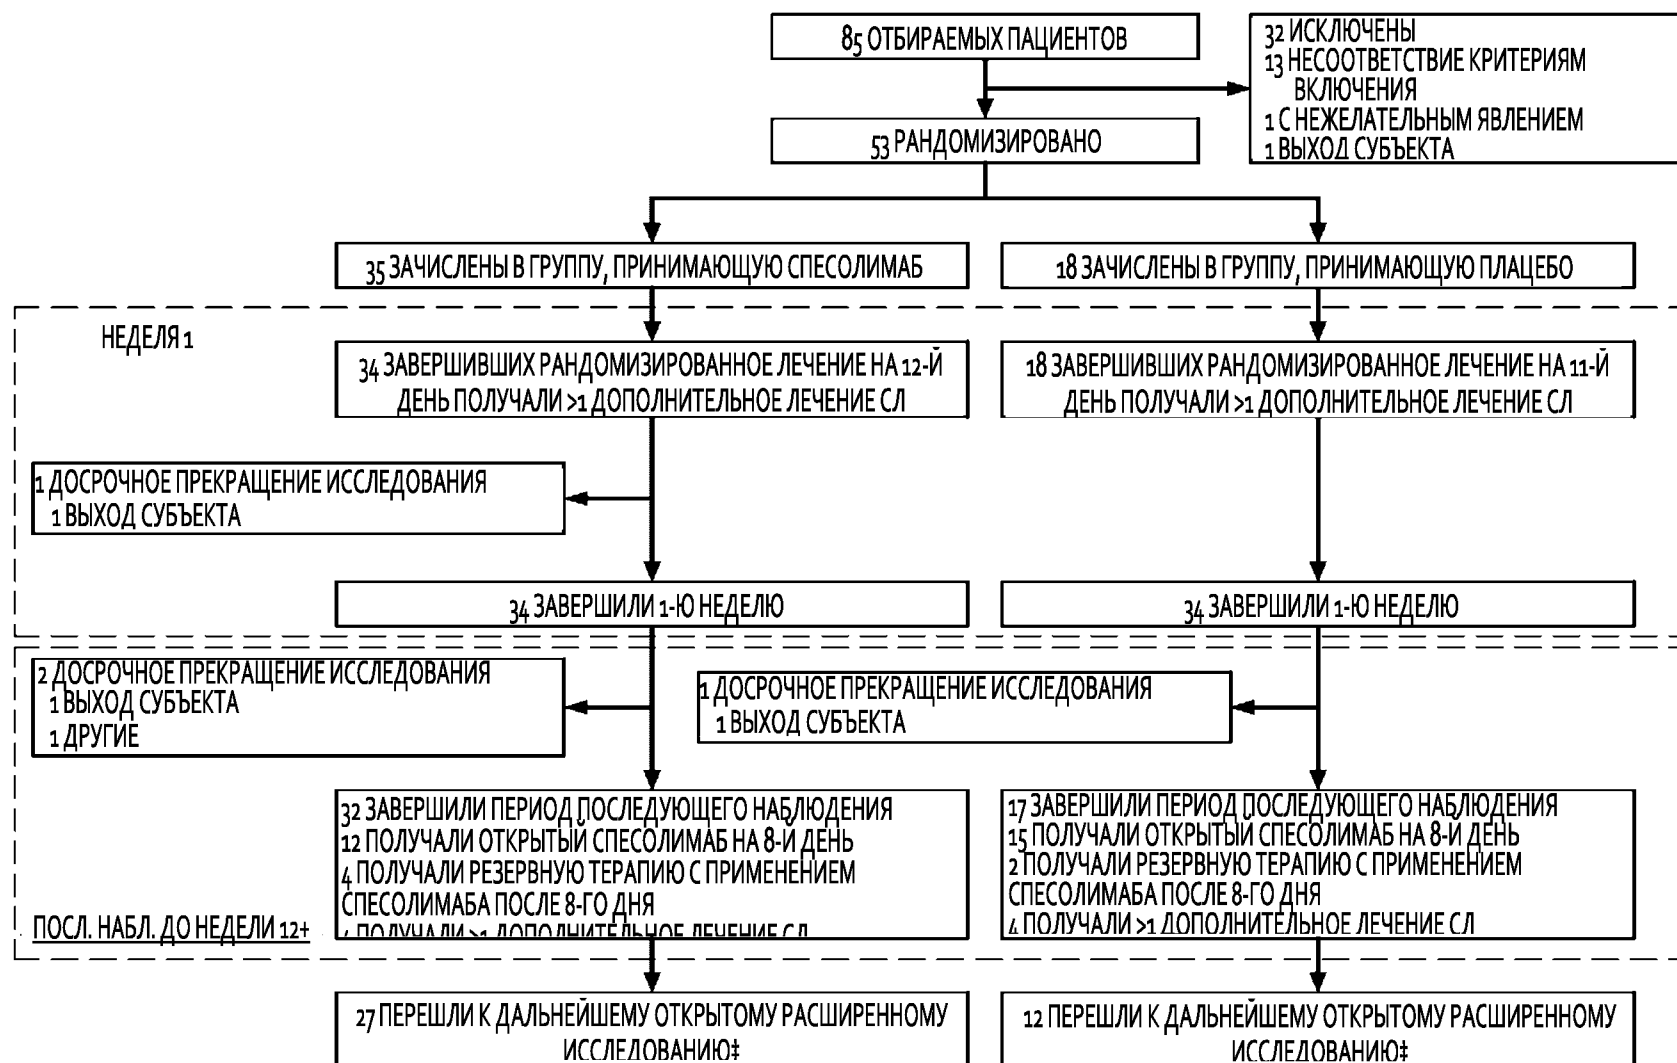 85 ОТБИРАЕМЫХ ПАЦИЕНТОВ
32 ИСКЛЮЧЕНЫ
13 НЕСООТВЕТСТВИЕ КРИТЕРИЯМ
ВКЛЮЧЕНИЯ
1 С НЕЖЕЛАТЕЛЬНЫМ ЯВЛЕНИЕМ
1 ВЫХОД СУБЪЕКТА
53 РАНДОМИЗИРОВАНО
35 ЗАЧИСЛЕНЫ В ГРУППУ, ПРИНИМАЮЩУЮ СПЕСОЛИМАБ
18 ЗАЧИСЛЕНЫ В ГРУППУ, ПРИНИМАЮЩУЮ ПЛАЦЕБО
НЕДЕЛЯ 1
34 ЗАВЕРШИВШИХ РАНДОМИЗИРОВАННОЕ ЛЕЧЕНИЕ НА 12-Й
ДЕНЬ ПОЛУЧАЛИ >1 ДОПОЛНИТЕЛЬНОЕ ЛЕЧЕНИЕ СЛ
18 ЗАВЕРШИВШИХ РАНДОМИЗИРОВАННОЕ ЛЕЧЕНИЕ НА 11-Й
ДЕНЬ ПОЛУЧАЛИ >1 ДОПОЛНИТЕЛЬНОЕ ЛЕЧЕНИЕ СЛ
1 ДОСРОЧНОЕ ПРЕКРАЩЕНИЕ ИССЛЕДОВАНИЯ
1 ВЫХОД СУБЪЕКТА
34 ЗАВЕРШИЛИ 1-Ю НЕДЕЛЮ
34 ЗАВЕРШИЛИ 1-Ю НЕДЕЛЮ
2 ДОСРОЧНОЕ ПРЕКРАЩЕНИЕ ИССЛЕДОВАНИЯ
1 ВЫХОД СУБЪЕКТА
1 ДРУГИЕ
1 ДОСРОЧНОЕ ПРЕКРАЩЕНИЕ ИССЛЕДОВАНИЯ
1 ВЫХОД СУБЪЕКТА
32 ЗАВЕРШИЛИ ПЕРИОД ПОСЛЕДУЮЩЕГО НАБЛЮДЕНИЯ
12 ПОЛУЧАЛИ ОТКРЫТЫЙ СПЕСОЛИМАБ НА 8-Й ДЕНЬ
4 ПОЛУЧАЛИ РЕЗЕРВНУЮ ТЕРАПИЮ С ПРИМЕНЕНИЕМ
СПЕСОЛИМАБА ПОСЛЕ 8-ГО ДНЯ
4 ПОЛУЧАЛИ >1 ДОПОЛНИТЕЛЬНОЕ ЛЕЧЕНИЕ СЛ
17 ЗАВЕРШИЛИ ПЕРИОД ПОСЛЕДУЮЩЕГО НАБЛЮДЕНИЯ
15 ПОЛУЧАЛИ ОТКРЫТЫЙ СПЕСОЛИМАБ НА 8-Й ДЕНЬ
2 ПОЛУЧАЛИ РЕЗЕРВНУЮ ТЕРАПИЮ С ПРИМЕНЕНИЕМ
СПЕСОЛИМАБА ПОСЛЕ 8-ГО ДНЯ
4 ПОЛУЧАЛИ >1 ДОПОЛНИТЕЛЬНОЕ ЛЕЧЕНИЕ СЛ
ПОСЛ. НАБЛ. ДО НЕДЕЛИ 12+
27 ПЕРЕШЛИ К ДАЛЬНЕЙШЕМУ ОТКРЫТОМУ РАСШИРЕННОМУ
ИССЛЕДОВАНИЮ‡
12 ПЕРЕШЛИ К ДАЛЬНЕЙШЕМУ ОТКРЫТОМУ РАСШИРЕННОМУ
ИССЛЕДОВАНИЮ‡